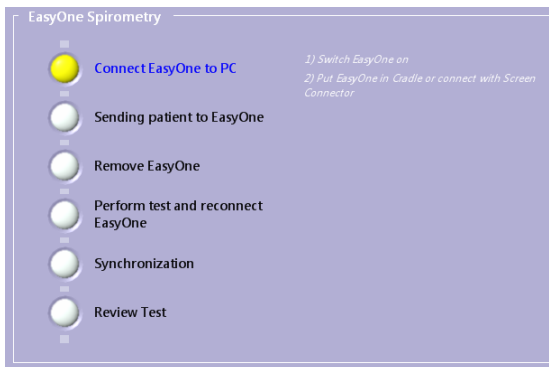 EasyOne Spirometry
Connect EasyOne to PC
1) Switch EasyOne on
2) Put EasyOne in Cradle or connect with Screen
Connector
Sending patient to EasyOne
Remove EasyOne
Perform test and reconnect
EasyOne
Synchronization
Review Test